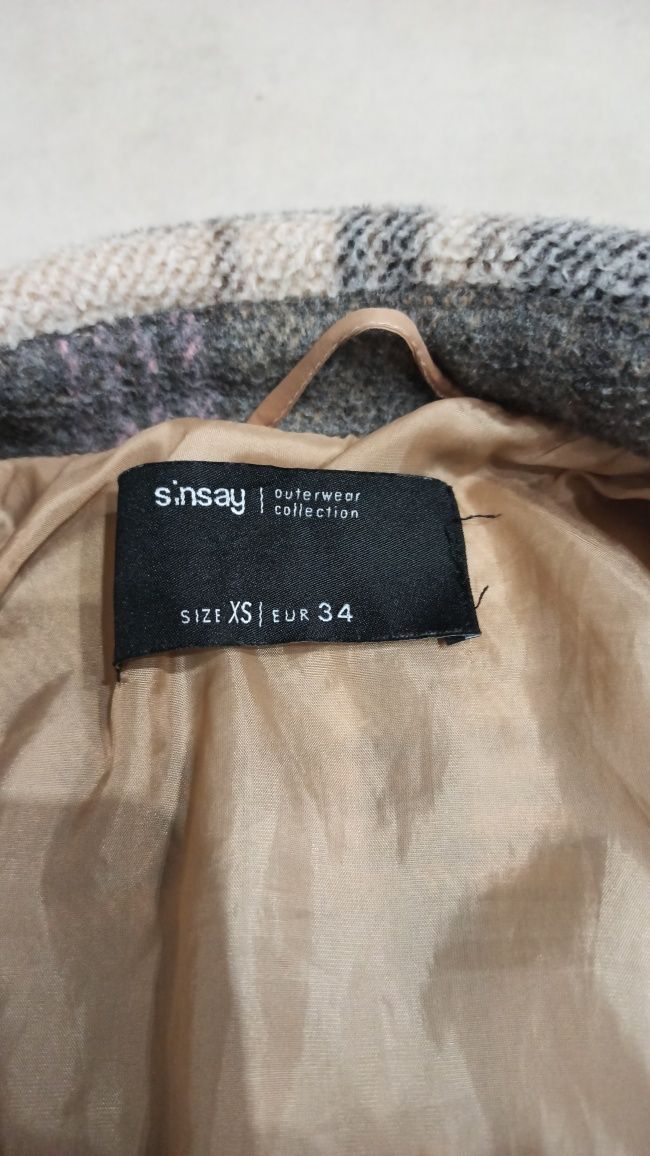 sinsay | outerwear
collection
SIZE XS | EUR 34